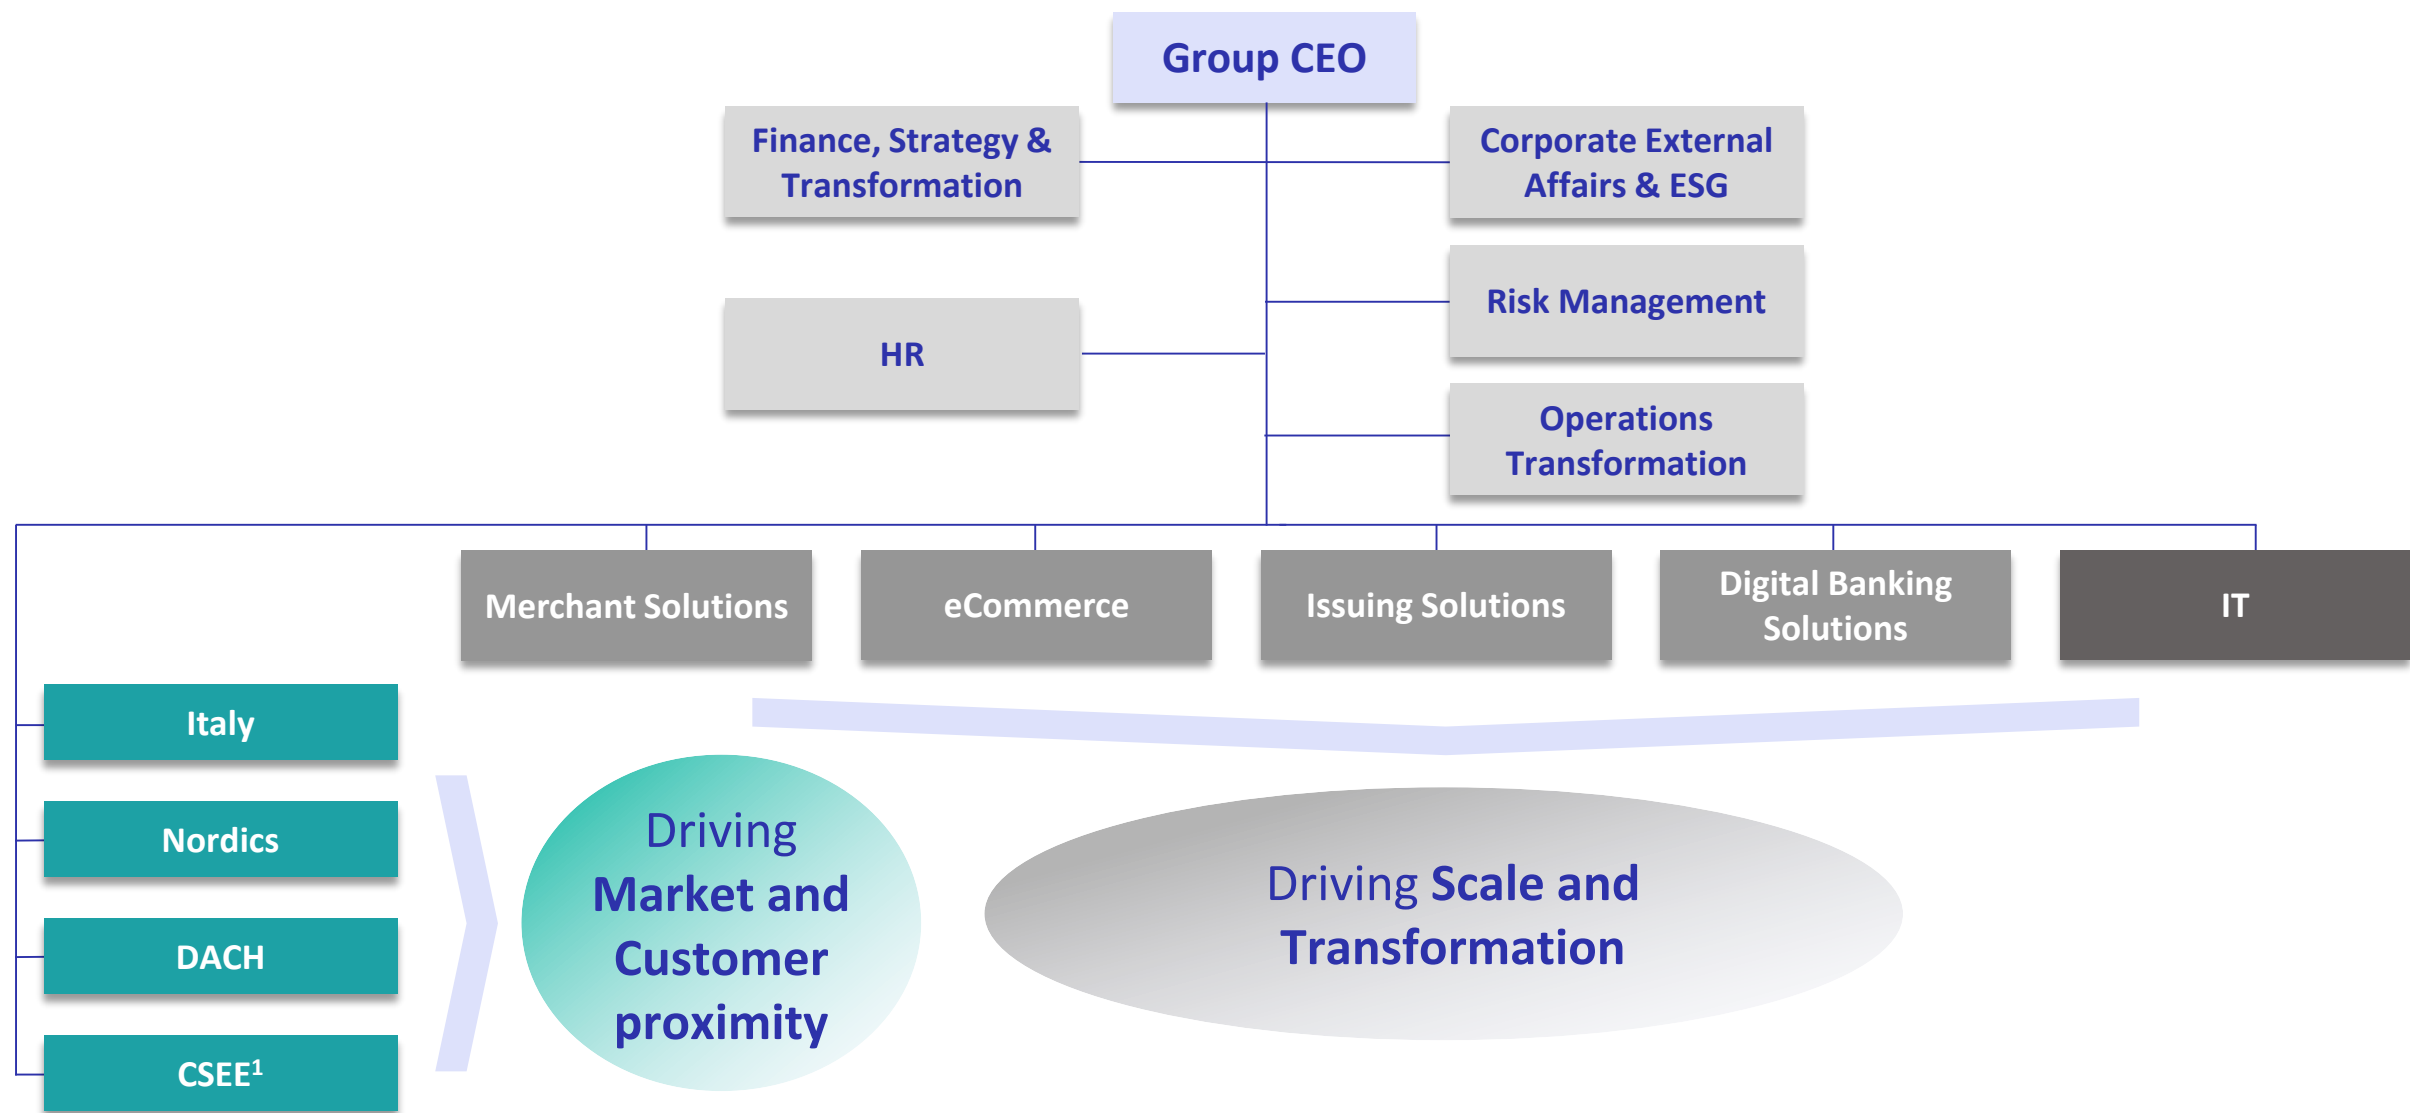 Group CEO
Finance, Strategy &
Transformation
Corporate External
Affairs & ESG
Risk Management
HR
Operations
Transformation
Merchant Solutions
eCommerce
Issuing Solutions
Digital Banking
Solutions
IT
Italy
Nordics
DACH
CSEE¹
Driving
Market and
Customer
proximity
Driving Scale and
Transformation